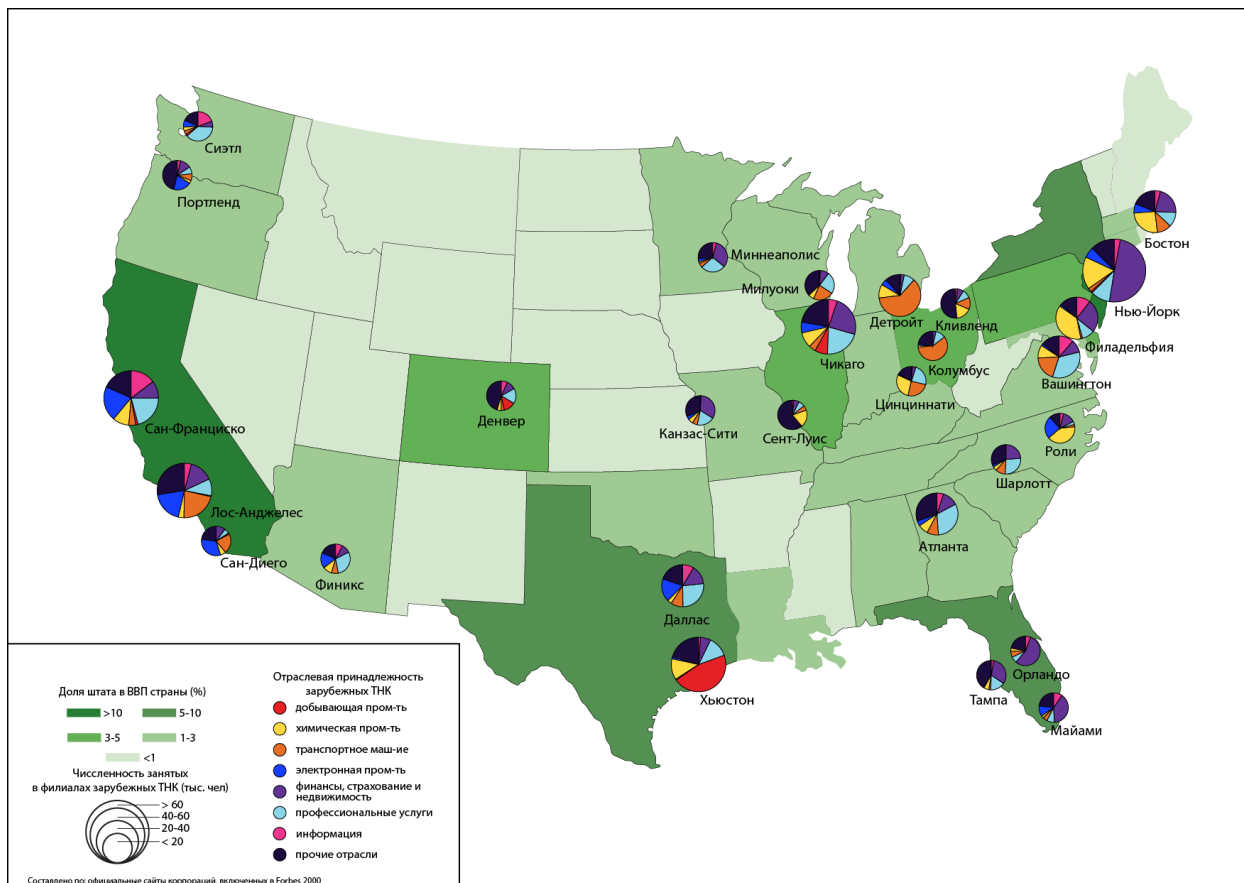 Сиэтл
Портленд
Миннеаполис
Милуоки
Бостон
Детройт
Кливленд
Нью-Йорк
Чикаго
Филадельфия
Колумбус
Вашингтон
Сан-Франциско
Денвер
Цинциннати
Канзас-Сити
Сент-Луис
Роли
Шарлотт
Лос-Анджелес
Атланта
Сан-Диего
Финикс
Даллас
Хьюстон
Орландо
Тампа
Майами
Доля штата в ВВП страны (%)
>10
5-10
3-5
1-3
<1
Чиссленность занятых
в филиалах зарубежных ТНК (тыс. чел)
> 60
40-60
20-40
< 20
Отраслевая принадлежность
зарубежных ТНК
добывающая пром-ть
химическая пром-ть
транспортное маш-ие
электронная пром-ть
финансы, страхование и
недвижимость
профессиональные услуги
информация
прочие отрасли
Составлено по: официальные сайты корпораций, включенных в Forbes 2000